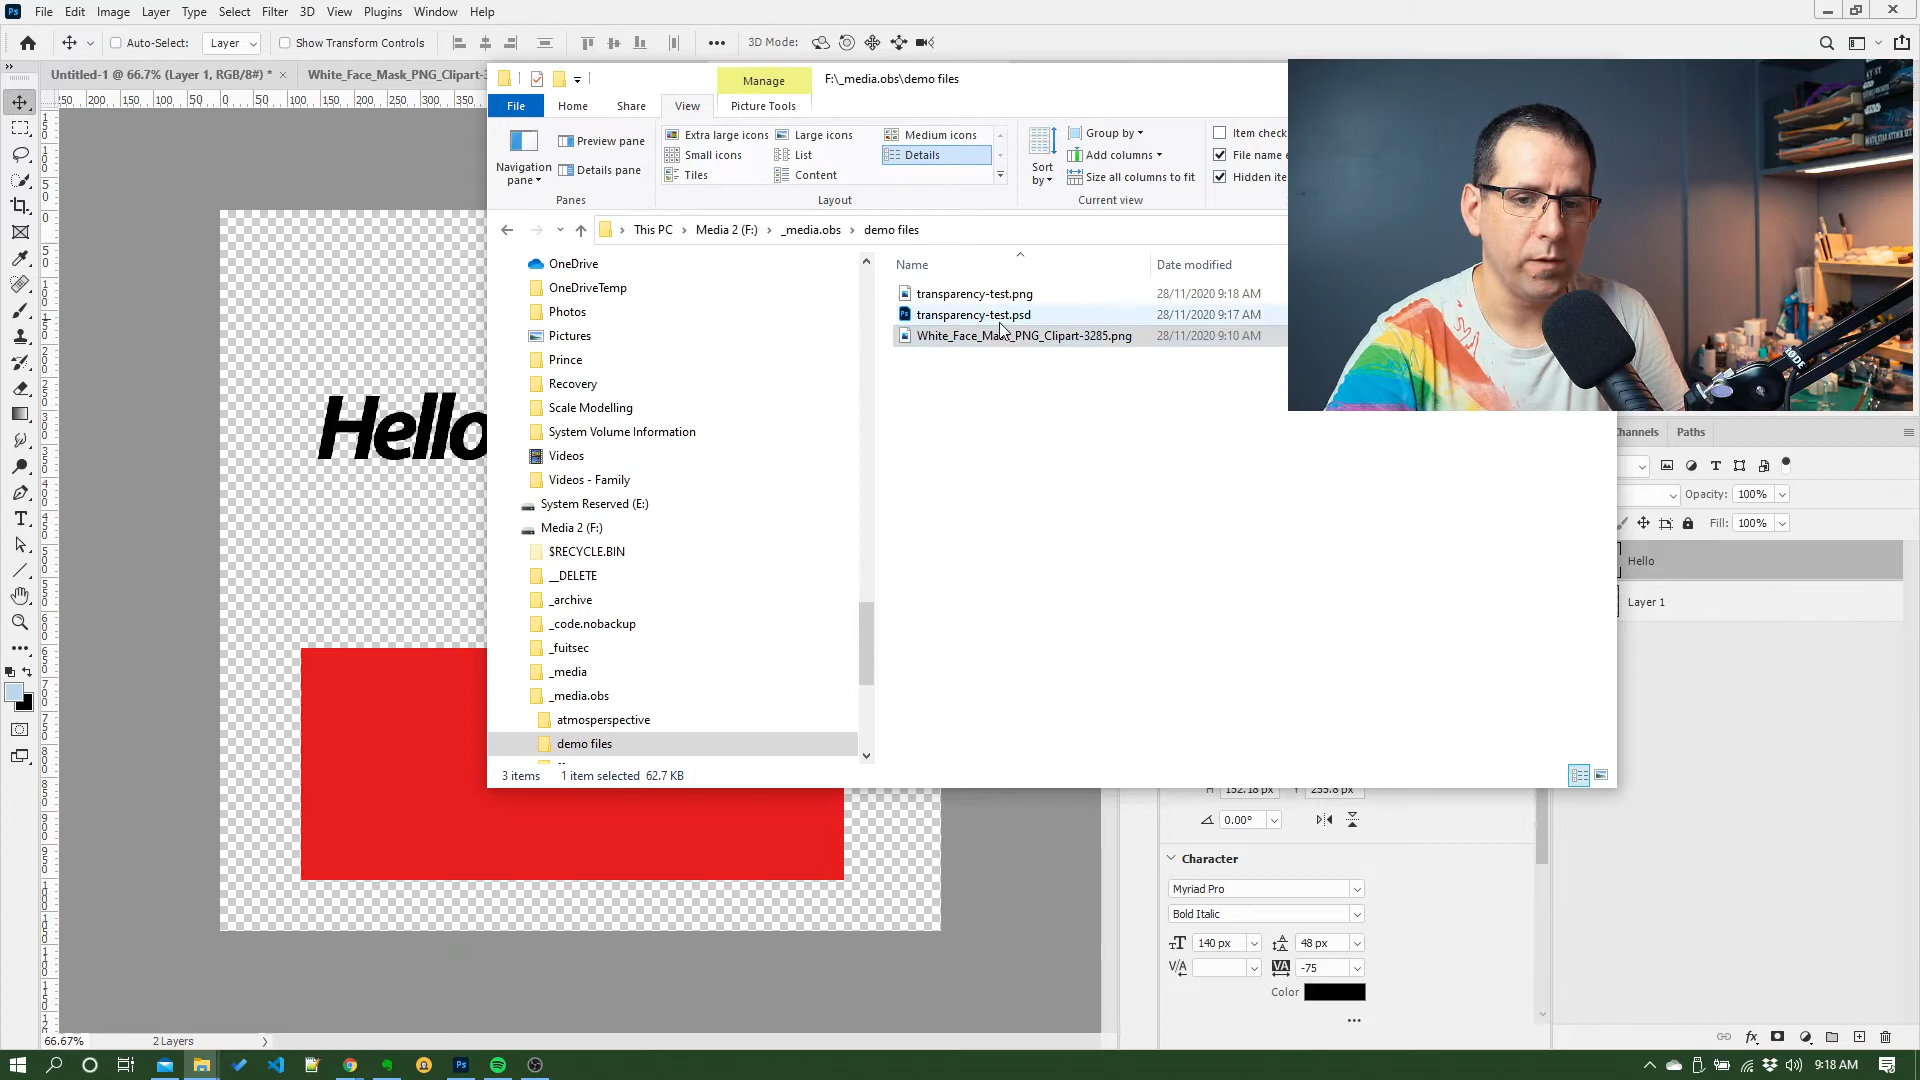 File Edit Image Layer Type Select Filter 3D View Plugins Window Help
Auto-Select: Layer Show Transform Controls 3D Mode:
Untitled-1 @ 66.7% (Layer 1, RGB/8#) * × White_Face_Mask_PNG_Clipart-3
Manage F:\_media.obs\demo files
File Home Share View Picture Tools
Navigation pane
Preview pane
Details pane
Panes
Extra large icons Large icons Medium icons
Small icons List Details
Tiles Content
Layout
Sort by
Group by
Add columns
Size all columns to fit
Current view
Item check
File name e
Hidden ite
This PC Media 2 (F:) _media.obs demo files
OneDrive
OneDriveTemp
Photos
Pictures
Prince
Recovery
Scale Modelling
System Volume Information
Videos
Videos - Family
System Reserved (E:)
Media 2 (F:)
$RECYCLE.BIN
__DELETE
_archive
_code.nobackup
_fuitsec
_media
_media.obs
atmosperspective
demo files
Name Date modified
transparency-test.png 28/11/2020 9:18 AM
transparency-test.psd 28/11/2020 9:17 AM
White_Face_Mask_PNG_Clipart-3285.png 28/11/2020 9:10 AM
3 items 1 item selected 62.7 KB
Hello
RØDE
Channels Paths
Opacity: 100%
Fill: 100%
Hello
Layer 1
H 152.18 px Y 255.8 px
0.00°
Character
Myriad Pro
Bold Italic
140 px 48 px
-75
Color
66.67% 2 Layers
9:18 AM